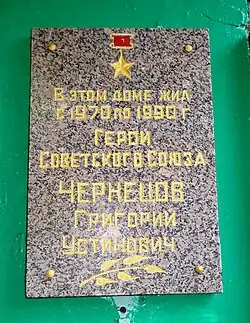 В ЭТОМ ДОМЕ ЖИЛ
С 1970 ПО 1990 Г
ГЕРОЙ
СОВЕТСКОГО СОЮЗА
ЧЕРНЕЦОВ
ГРИГОРИЙ
УСТИНОВИЧ